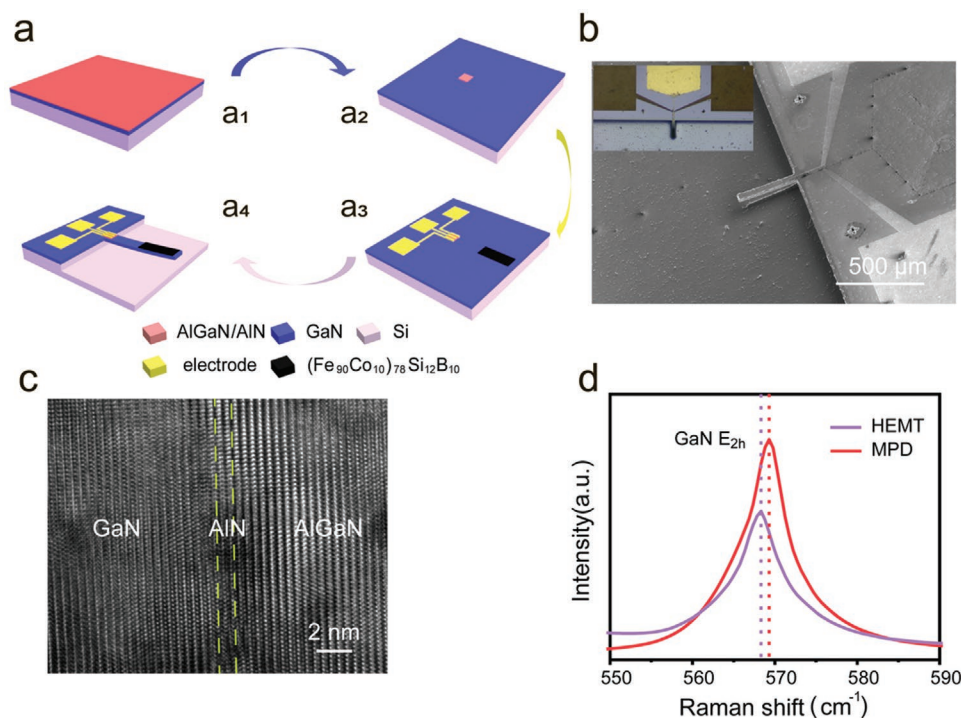 a
a₁
a₂
a₄
a₃
AlGaN/AlN
GaN
Si
electrode
(Fe₉₀Co₁₀)₇₈Si₁₂B₁₀
b
500 μm
c
GaN
AlN
AlGaN
2 nm
d
GaN E₂ₕ
HEMT
MPD
Intensity(a.u.)
550
560
570
580
590
Raman shift (cm⁻¹)